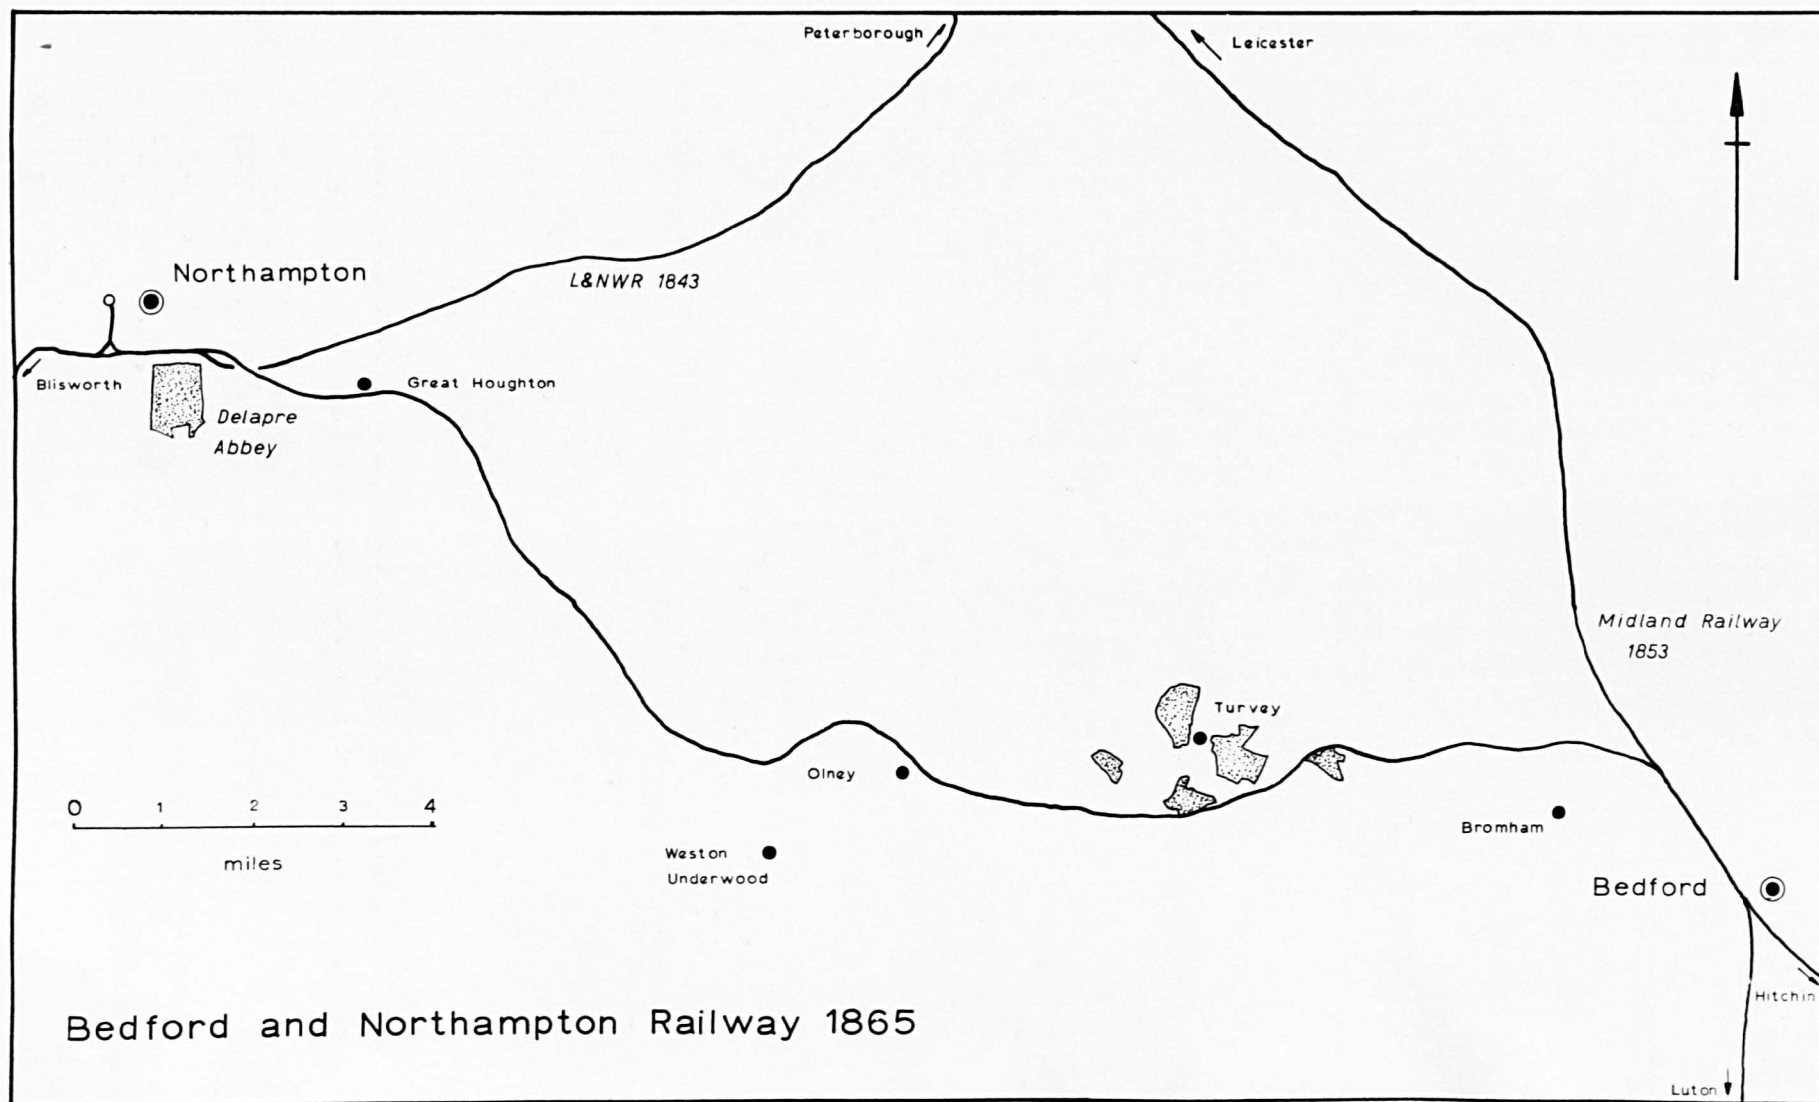 Peterborough
Leicester
Northampton
L&NWR 1843
Blisworth
Great Houghton
Delapre
Abbey
Midland Railway
1853
Turvey
Olney
0 1 2 3 4
miles
Weston
Underwood
Bromham
Bedford
Hitchin
Bedford and Northampton Railway 1865
Luton